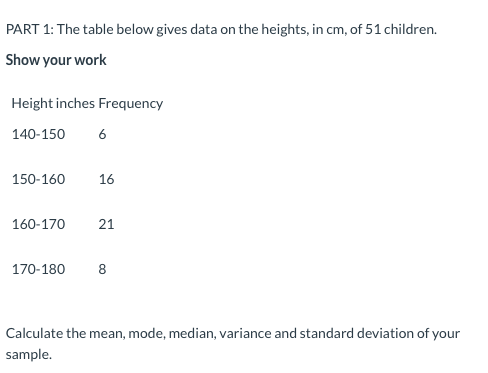 PART 1: The table below gives data on the heights, in cm, of 51 children.
Show your work
Height inches Frequency
140-150 6
150-160 16
160-170 21
170-180 8
Calculate the mean, mode, median, variance and standard deviation of your
sample.